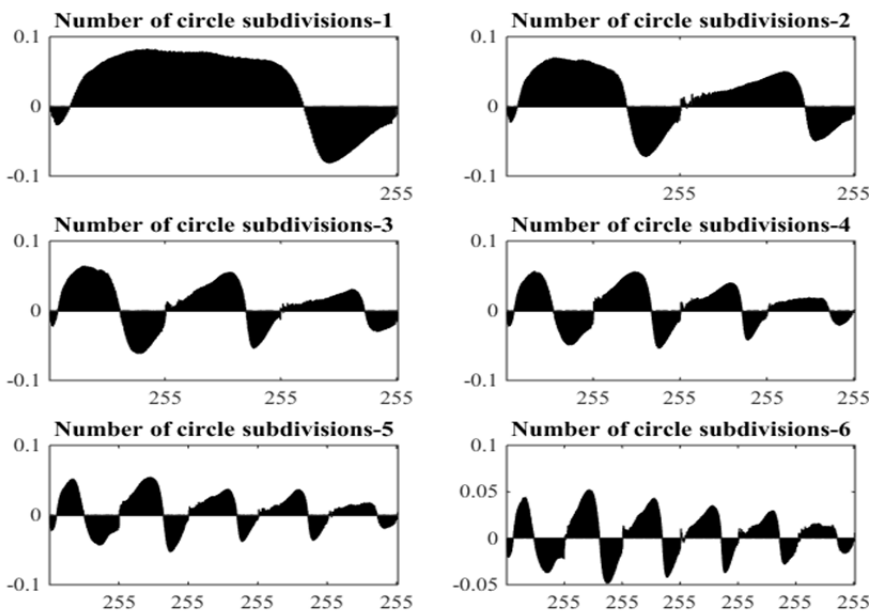 Number of circle subdivisions-1
0.1
0
-0.1
255
Number of circle subdivisions-2
0.1
0
-0.1
255 255
Number of circle subdivisions-3
0.1
0
-0.1
255 255 255
Number of circle subdivisions-4
0.1
0
-0.1
255 255 255 255
Number of circle subdivisions-5
0.1
0
-0.1
255 255 255 255 255
Number of circle subdivisions-6
0.1
0.05
0
-0.05
255 255 255 255 255 255